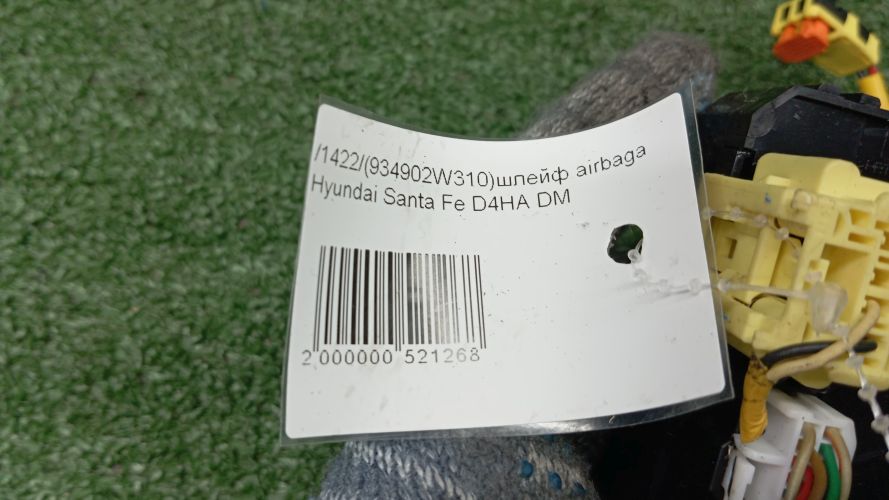 /1422/(934902W310)шлейф airbaga
Hyundai Santa Fe D4HA DM
2 000000 521268